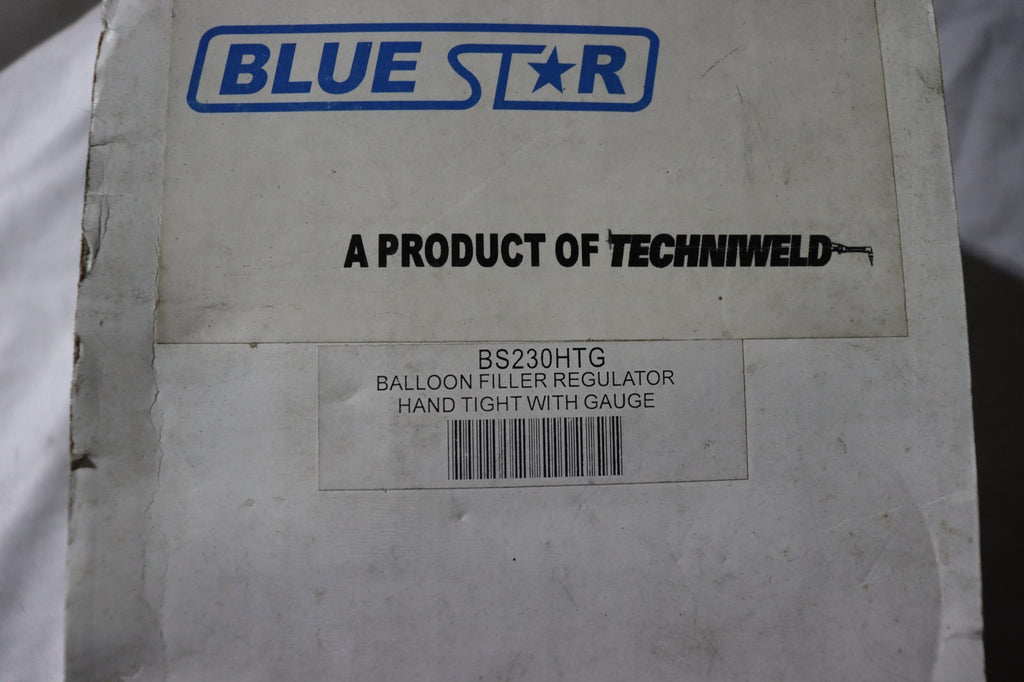 BLUE STAR
A PRODUCT OF TECHNIWELD
BS230HTG
BALLOON FILLER REGULATOR
HAND TIGHT WITH GAUGE